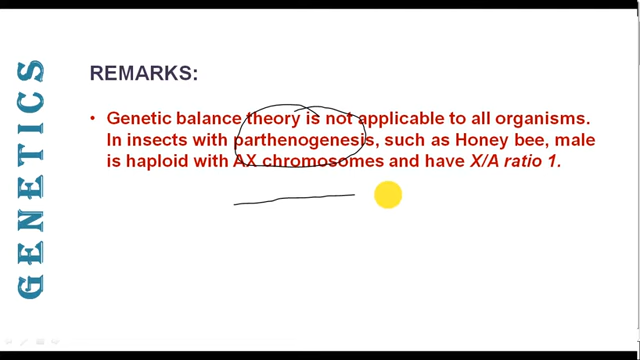 GENETICS
REMARKS:
• Genetic balance theory is not applicable to all organisms.
In insects with parthenogenesis, such as Honey bee, male
is haploid with AX chromosomes and have X/A ratio 1.